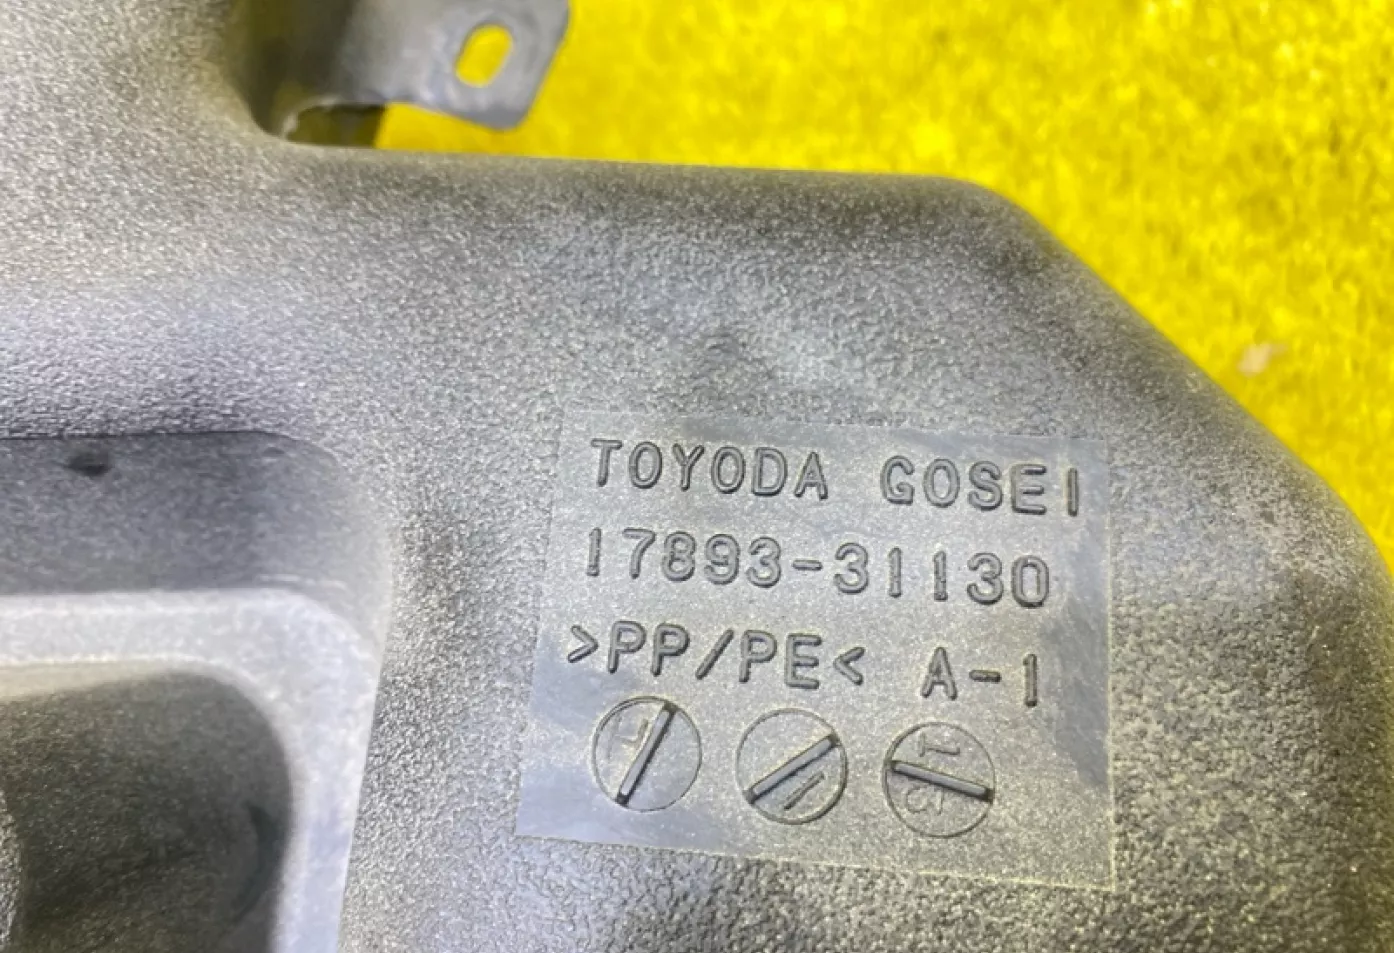 TOYODA GOSEI
17893-31130
>PP/PE< A-1